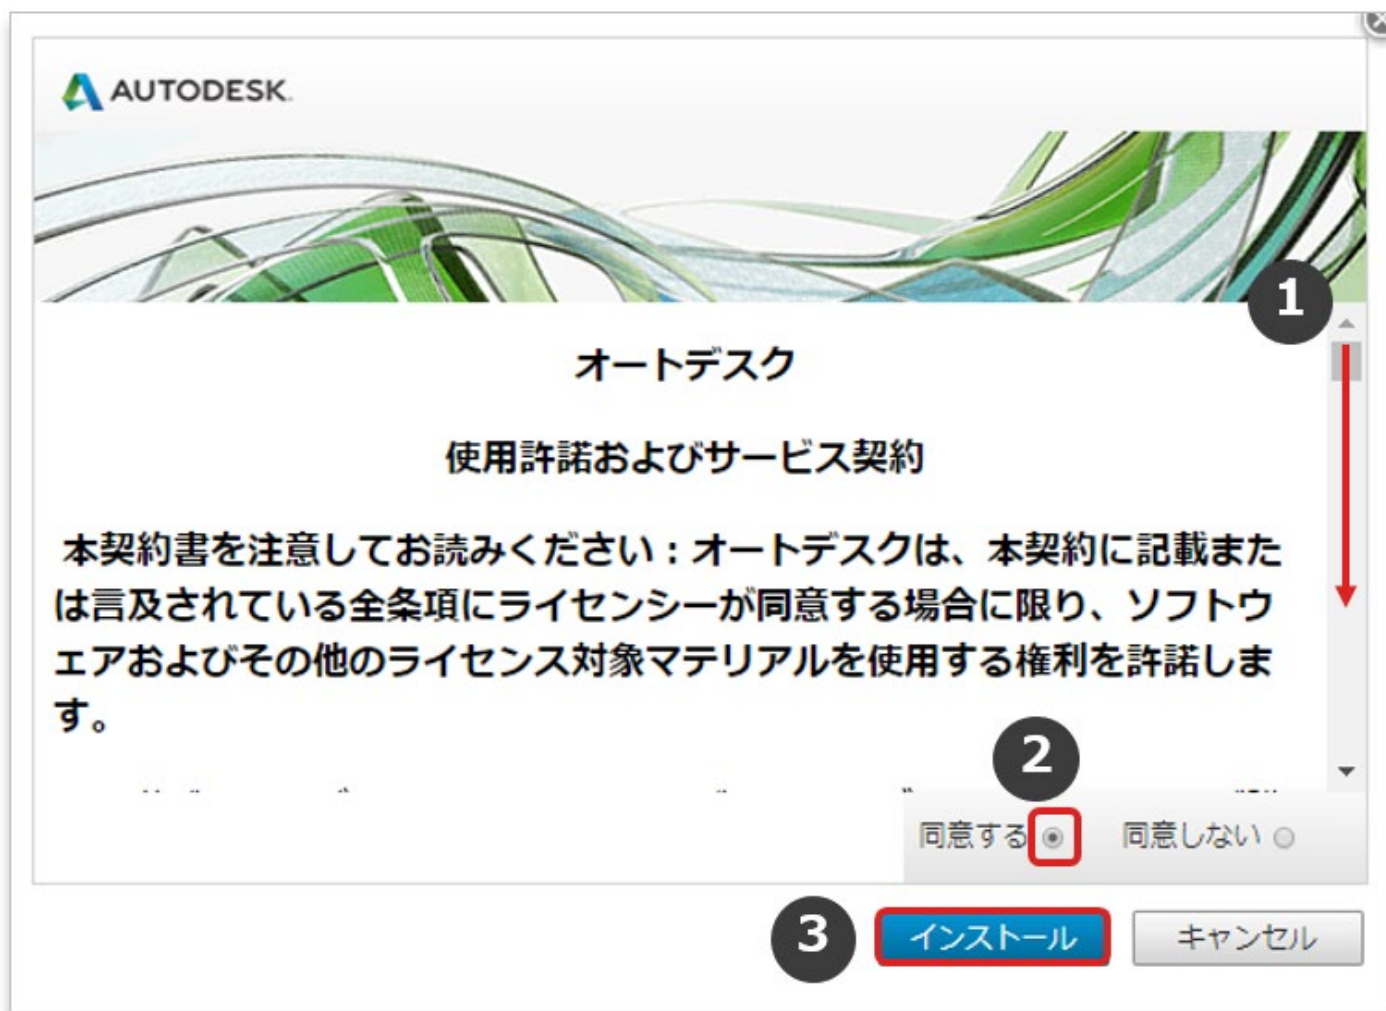 AUTODESK.
1
オートデスク
使用許諾およびサービス契約
本契約書を注意してお読みください：オートデスクは、本契約に記載また
は言及されている全条項にライセンシーが同意する場合に限り、ソフトウ
ェアおよびその他のライセンス対象マテリアルを使用する権利を許諾しま
す。
2
同意する 同意しない
3 インストール キャンセル